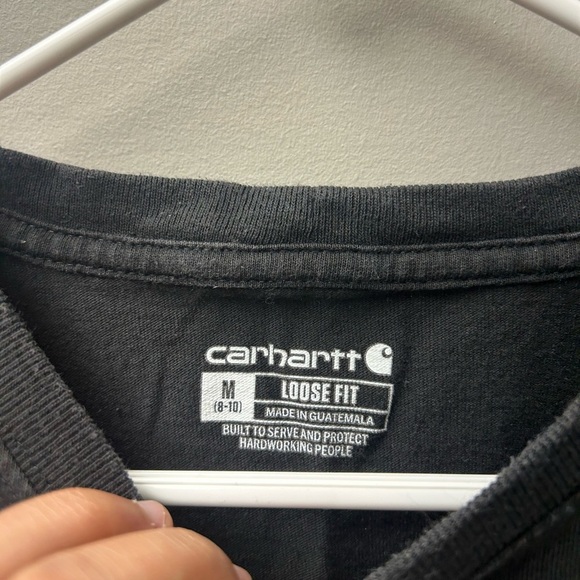 carhartt
M
(8-10)
LOOSE FIT
MADE IN GUATEMALA
BUILT TO SERVE AND PROTECT
HARDWORKING PEOPLE